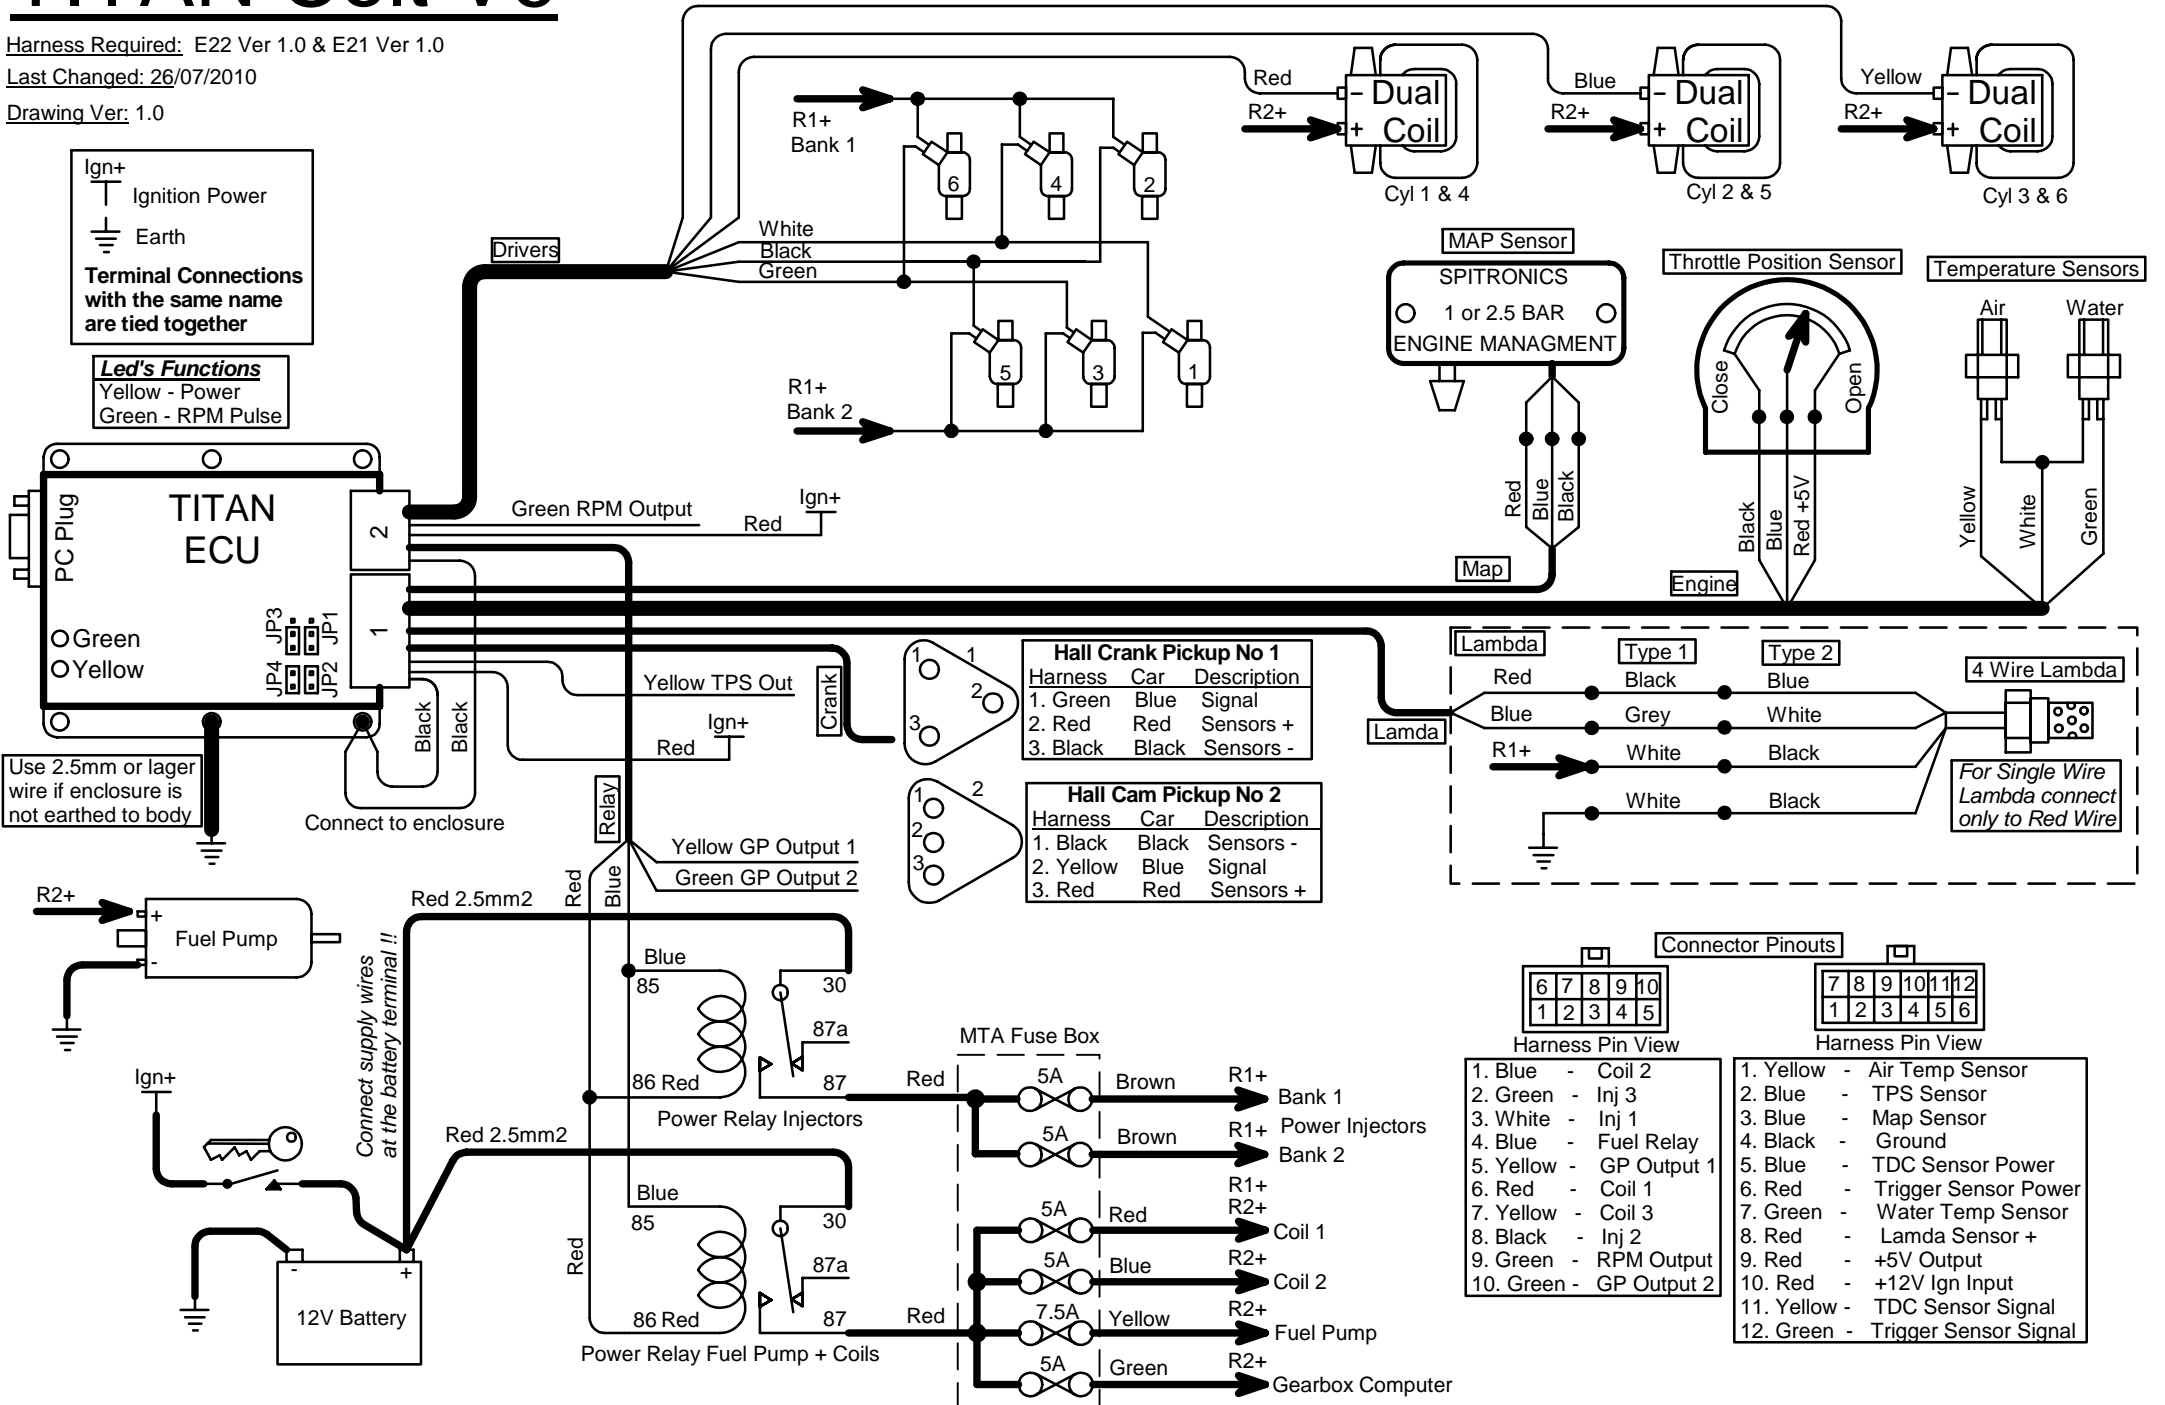 Harness Required: E22 Ver 1.0 & E21 Ver 1.0
Last Changed: 26/07/2010
Drawing Ver: 1.0
Ign+
Ignition Power
Earth
Terminal Connections
with the same name
are tied together
Led's Functions
Yellow - Power
Green - RPM Pulse
PC Plug
TITAN
ECU
2
1
Green
Yellow
JP3
JP1
JP4
JP2
Use 2.5mm or lager
wire if enclosure is
not earthed to body
Black
Black
Connect to enclosure
Drivers
R1+
Bank 1
6
4
2
White
Black
Green
5
3
1
R1+
Bank 2
Red
R2+
-
+
Dual
Coil
Cyl 1 & 4
Blue
R2+
-
+
Dual
Coil
Cyl 2 & 5
Yellow
R2+
-
+
Dual
Coil
Cyl 3 & 6
MAP Sensor
SPITRONICS
1 or 2.5 BAR
ENGINE MANAGMENT
Red
Blue
Black
Map
Throttle Position Sensor
Close
Open
Black
Blue
Red +5V
Engine
Temperature Sensors
Air
Water
Yellow
White
Green
Green RPM Output
Red
Ign+
Yellow TPS Out
Ign+
Red
Crank
1
1
2
3
Hall Crank Pickup No 1
Harness Car Description
1. Green Blue Signal
2. Red Red Sensors +
3. Black Black Sensors -
1
2
2
3
Hall Cam Pickup No 2
Harness Car Description
1. Black Black Sensors -
2. Yellow Blue Signal
3. Red Red Sensors +
Lambda
Type 1
Type 2
4 Wire Lambda
Red
Black
Blue
Blue
Grey
White
Lamda
R1+
White
Black
White
Black
For Single Wire
Lambda connect
only to Red Wire
Relay
Yellow GP Output 1
Green GP Output 2
Red
Blue
R2+
+
-
Fuel Pump
Red 2.5mm2
Connect supply wires
at the battery terminal !!
Blue
85
30
87a
86 Red
87
Power Relay Injectors
Red 2.5mm2
Blue
85
30
87a
Red
86 Red
87
Power Relay Fuel Pump + Coils
Ign+
-
+
12V Battery
MTA Fuse Box
Red
5A
Brown
R1+
Bank 1
Power Injectors
5A
Brown
R1+
Bank 2
R1+
R2+
5A
Red
Coil 1
5A
Blue
R2+
Coil 2
Red
7.5A
Yellow
R2+
Fuel Pump
5A
Green
R2+
Gearbox Computer
Connector Pinouts
6 7 8 9 10
1 2 3 4 5
Harness Pin View
1. Blue - Coil 2
2. Green - Inj 3
3. White - Inj 1
4. Blue - Fuel Relay
5. Yellow - GP Output 1
6. Red - Coil 1
7. Yellow - Coil 3
8. Black - Inj 2
9. Green - RPM Output
10. Green - GP Output 2
7 8 9 10 11 12
1 2 3 4 5 6
Harness Pin View
1. Yellow - Air Temp Sensor
2. Blue - TPS Sensor
3. Blue - Map Sensor
4. Black - Ground
5. Blue - TDC Sensor Power
6. Red - Trigger Sensor Power
7. Green - Water Temp Sensor
8. Red - Lamda Sensor +
9. Red - +5V Output
10. Red - +12V Ign Input
11. Yellow - TDC Sensor Signal
12. Green - Trigger Sensor Signal